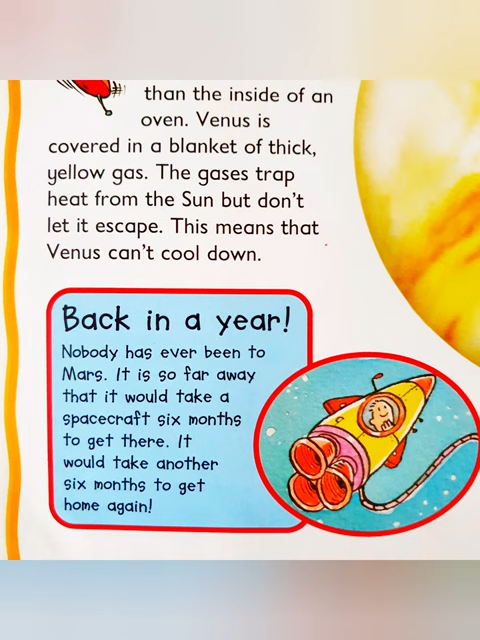 than the inside of an
oven. Venus is
covered in a blanket of thick,
yellow gas. The gases trap
heat from the Sun but don't
let it escape. This means that
Venus can't cool down.
Back in a year!
Nobody has ever been to
Mars. It is so far away
that it would take a
spacecraft six months
to get there. It
would take another
six months to get
home again!